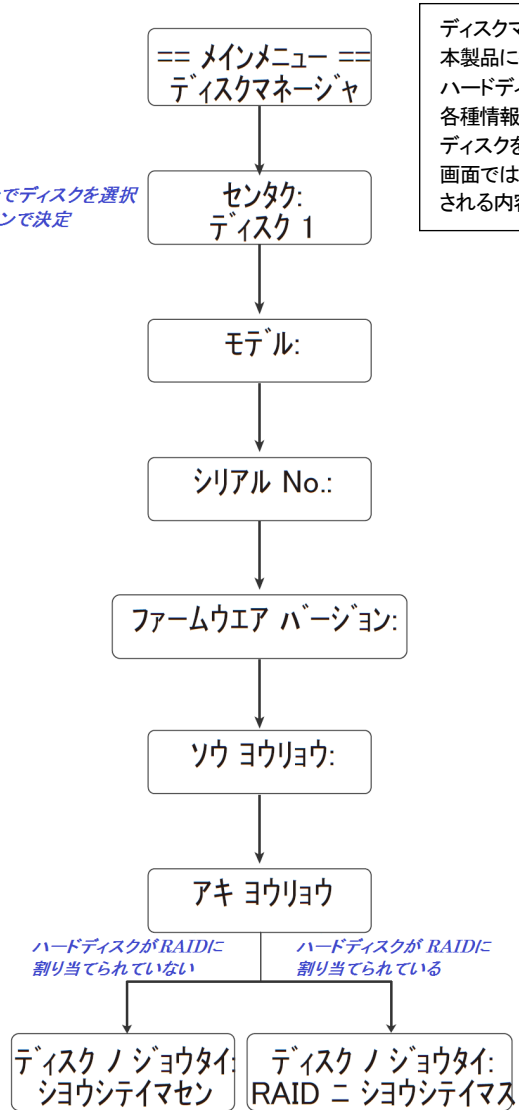 == メインメニュー ==
ディスクマネージャ
ディスクマ
本製品に
ハードディ
各種情報
ディスクを
画面では
される内容
でディスクを選択
ンで決定
センタク:
ディスク 1
モデル:
シリアル No.:
ファームウエア バージョン:
ソウ ヨウリョウ:
アキ ヨウリョウ
ハードディスクがRAIDに
割り当てられていない
ハードディスクが RAIDに
割り当てられている
ディスク ノ ジョウタイ:
シヨウシテイマセン
ディスク ノ ジョウタイ:
RAID ニ シヨウシテイマス